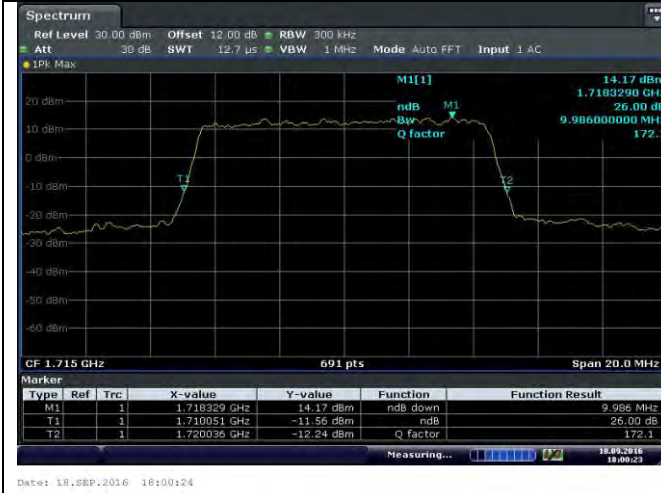 Spectrum
Ref Level 30.00 dBm Offset 12.00 dB RBW 300 kHz
Att 30 dB SWT 12.7 µs VBW 1 MHz Mode Auto FFT Input 1 AC
1Pk Max
M1[1] 14.17 dBm
1.7183290 GHz
20 dBm
ndB 26.00 dB
M1
Bw 9.986000000 MHz
10 dBm
Q factor 172.1
0 dBm
T1
T2
-10 dBm
-20 dBm
-30 dBm
-40 dBm
-50 dBm
-60 dBm
CF 1.715 GHz 691 pts Span 20.0 MHz
Marker
Type Ref Trc X-value Y-value Function Function Result
M1 1 1.718329 GHz 14.17 dBm ndB down 9.986 MHz
T1 1 1.710051 GHz -11.56 dBm ndB 26.00 dB
T2 1 1.720036 GHz -12.24 dBm Q factor 172.1
Measuring... 18.09.2016
18:00:23
Date: 18.SEP.2016 18:00:24